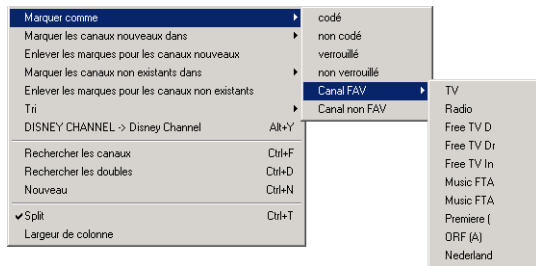 Marquer comme
Marquer les canaux nouveaux dans
Enlever les marques pour les canaux nouveaux
Marquer les canaux non existants dans
Enlever les marques pour les canaux non existants
Tri
DISNEY CHANNEL -> Disney Channel Alt+Y
Rechercher les canaux Ctrl+F
Rechercher les doubles Ctrl+D
Nouveau Ctrl+N
Split Ctrl+T
Largeur de colonne
codé
non codé
verrouillé
non verrouillé
Canal FAV
Canal non FAV
TV
Radio
Free TV D
Free TV Dr
Free TV In
Music FTA
Music FTA
Premiere (
ORF (A)
Nederland